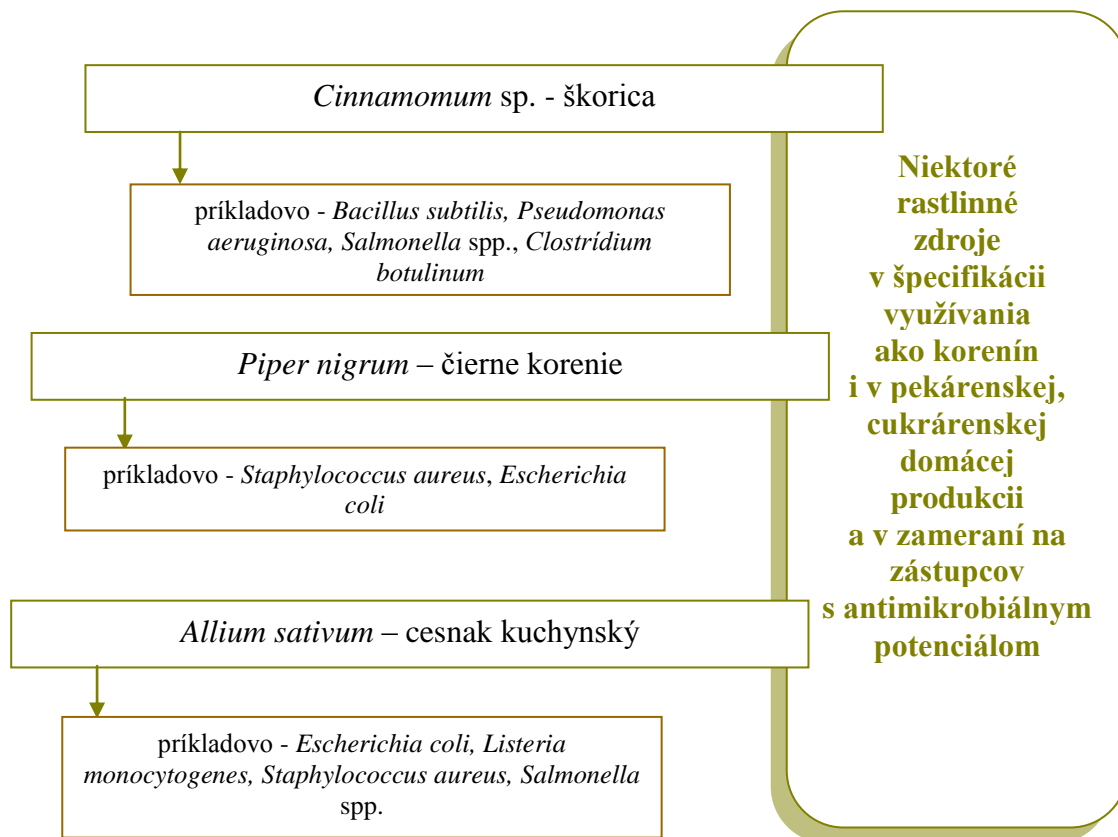 Cinnamomum sp. - škorica
príkladovo - Bacillus subtilis, Pseudomonas
aeruginosa, Salmonella spp., Clostrídium
botulinum
Piper nigrum – čierne korenie
príkladovo - Staphylococcus aureus, Escherichia
coli
Allium sativum – cesnak kuchynský
príkladovo - Escherichia coli, Listeria
monocytogenes, Staphylococcus aureus, Salmonella
spp.
Niektoré
rastlinné
zdroje
v špecifikácii
využívania
ako korenín
i v pekárenskej,
cukrárenskej
domácej
produkcii
a v zameraní na
zástupcov
s antimikrobiálnym
potenciálom